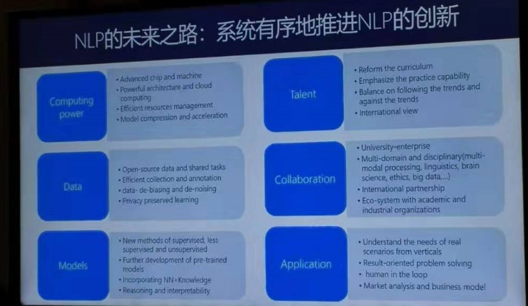 NLP的未来之路：系统有序地推进NLP的创新
Computing
power
• Advanced chip and machine
• Powerful architecture and cloud
computing
• Efficient resources management
• Model compression and acceleration
Talent
• Reform the curriculum
• Emphasize the practice capability
• Balance on following the trends and
against the trends
• International view
Data
• Open-source data and shared tasks
• Efficient collection and annotation
• data- de-biasing and de-noising
• Privacy preserved learning
Collaboration
• University-enterprise
• Multi-domain and disciplinary(multi-
modal processing, linguistics, brain
science, ethics, big data,...)
• International partnership
• Eco-system with academic and
industrial organizations
Models
• New methods of supervised, less
supervised and unsupervised
• Further development of pre-trained
models
• Incorporating NN+Knowledge
• Reasoning and interpretability
Application
• Understand the needs of real
scenarios from verticals
• Result-oriented problem solving
• human in the loop
• Market analysis and business model